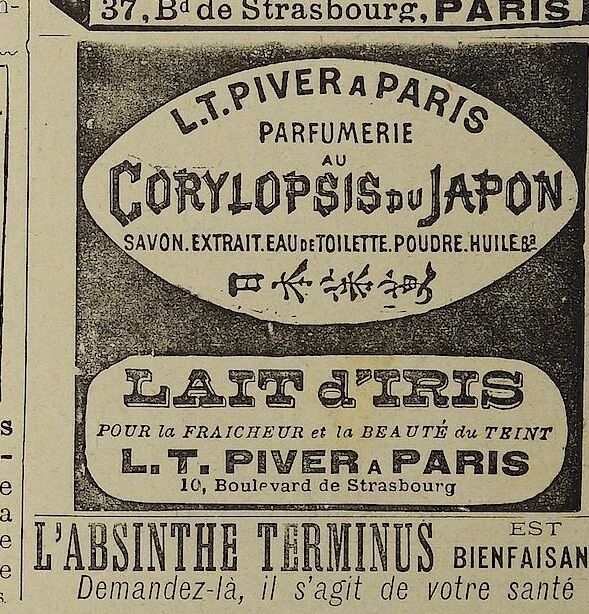 37, Bd de Strasbourg, PARIS
L.T. PIVER A PARIS
PARFUMERIE
AU
CORYLOPSIS DU JAPON
SAVON. EXTRAIT. EAU DE TOILETTE. POUDRE. HUILE &a
LAIT d'IRIS
POUR la FRAICHEUR et la BEAUTÉ du TEINT
L. T. PIVER A PARIS
10, Boulevard de Strasbourg
L'ABSINTHE TERMINUS EST
BIENFAISAN
Demandez-là, il s'agit de votre santé